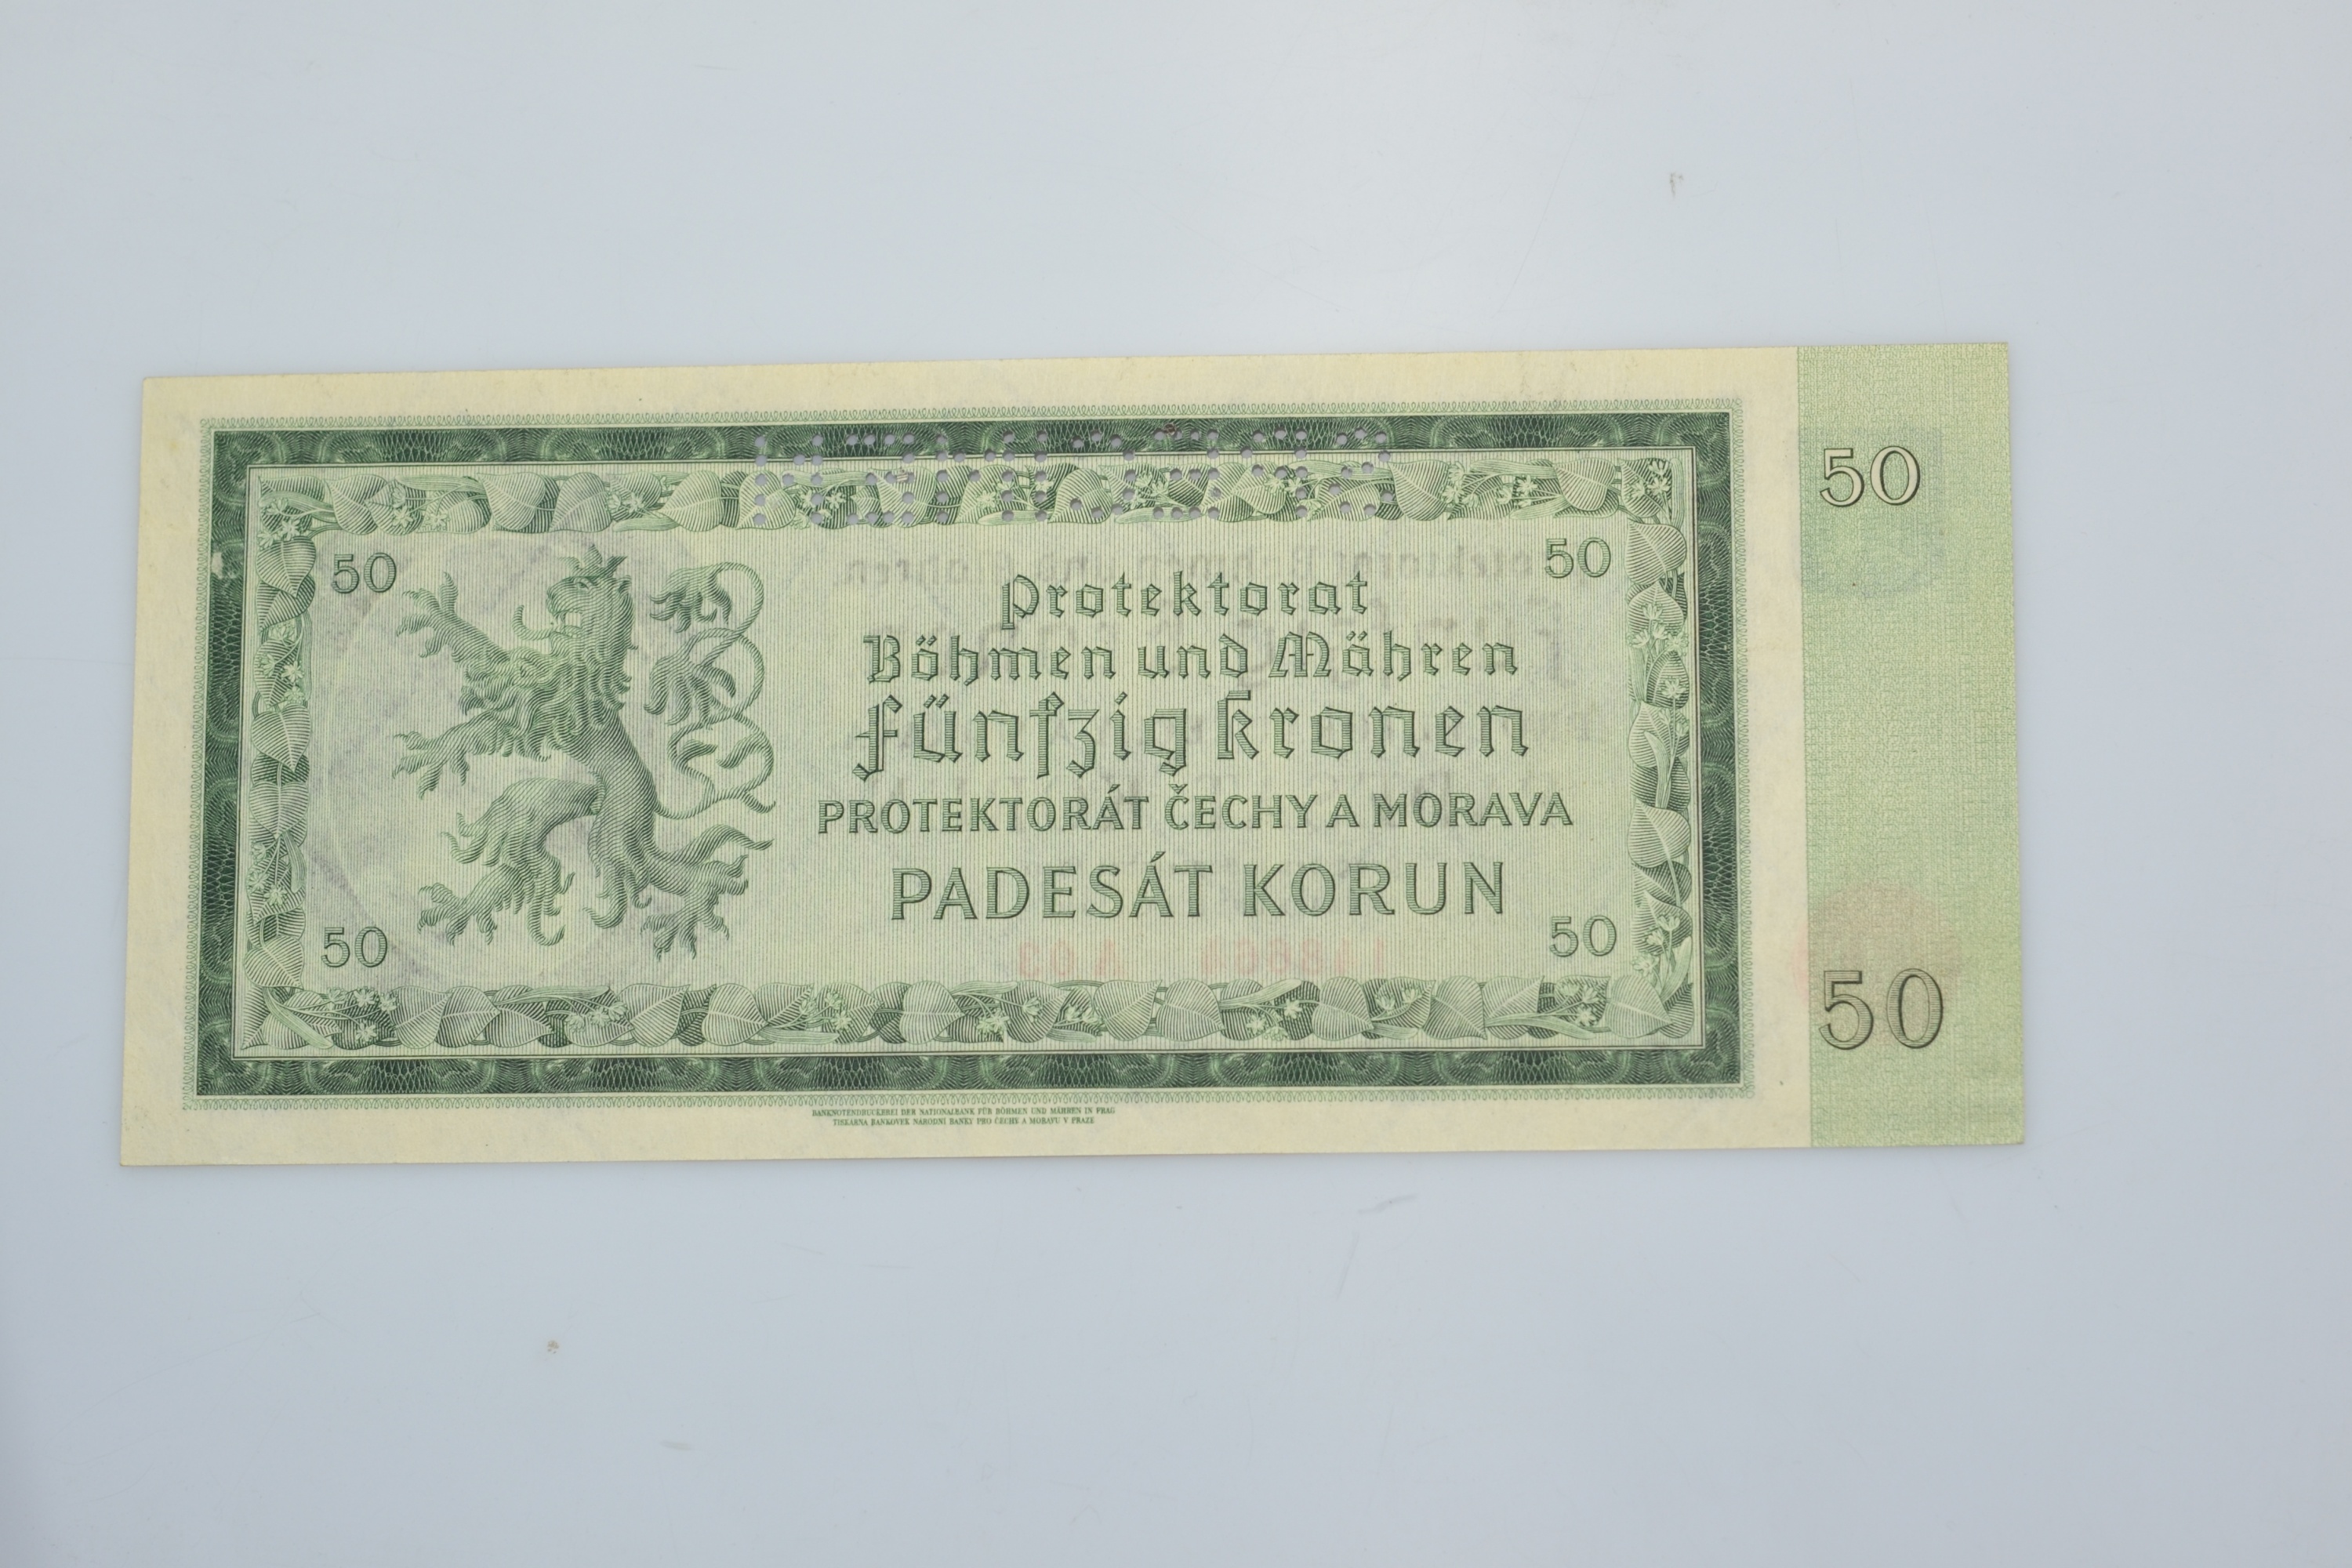 50
50
50
Protektorat
Böhmen und Mähren
Fünfzig Kronen
PROTEKTORÁT ČECHY A MORAVA
PADESÁT KORUN
50
50
50
BANKNOTENDRUCKEREI DER NATIONALBANK FÜR BÖHMEN UND MÄHREN IN PRAG
TISKÁRNA BANKOVEK NÁRODNÍ BANKY PRO ČECHY A MORAVU V PRAZE